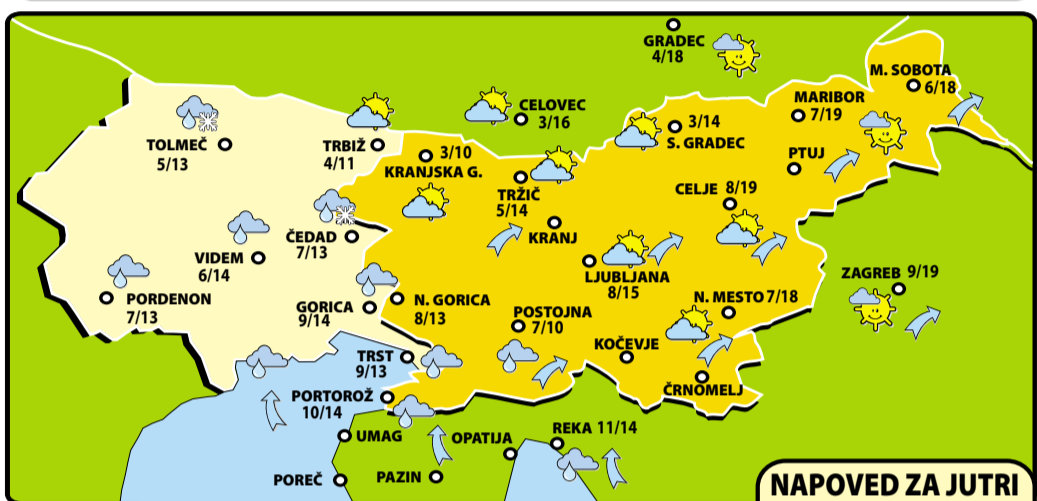 GRADEC
4/18
M. SOBOTA
6/18
MARIBOR
7/19
CELOVEC
3/16
3/14
S. GRADEC
TOLMEČ
5/13
TRBIŽ
4/11
3/10
KRANJSKA G.
PTUJ
TRŽIČ
5/14
CELJE 8/19
KRANJ
ČEDAD
7/13
VIDEM
6/14
LJUBLJANA
8/15
ZAGREB 9/19
PORDENON
7/13
GORICA
9/14
N. GORICA
8/13
POSTOJNA
7/10
N. MESTO 7/18
KOČEVJE
TRST
9/13
ČRNOMELJ
PORTOROŽ
10/14
UMAG
OPATIJA
REKA 11/14
POREČ
PAZIN
NAPOVED ZA JUTRI